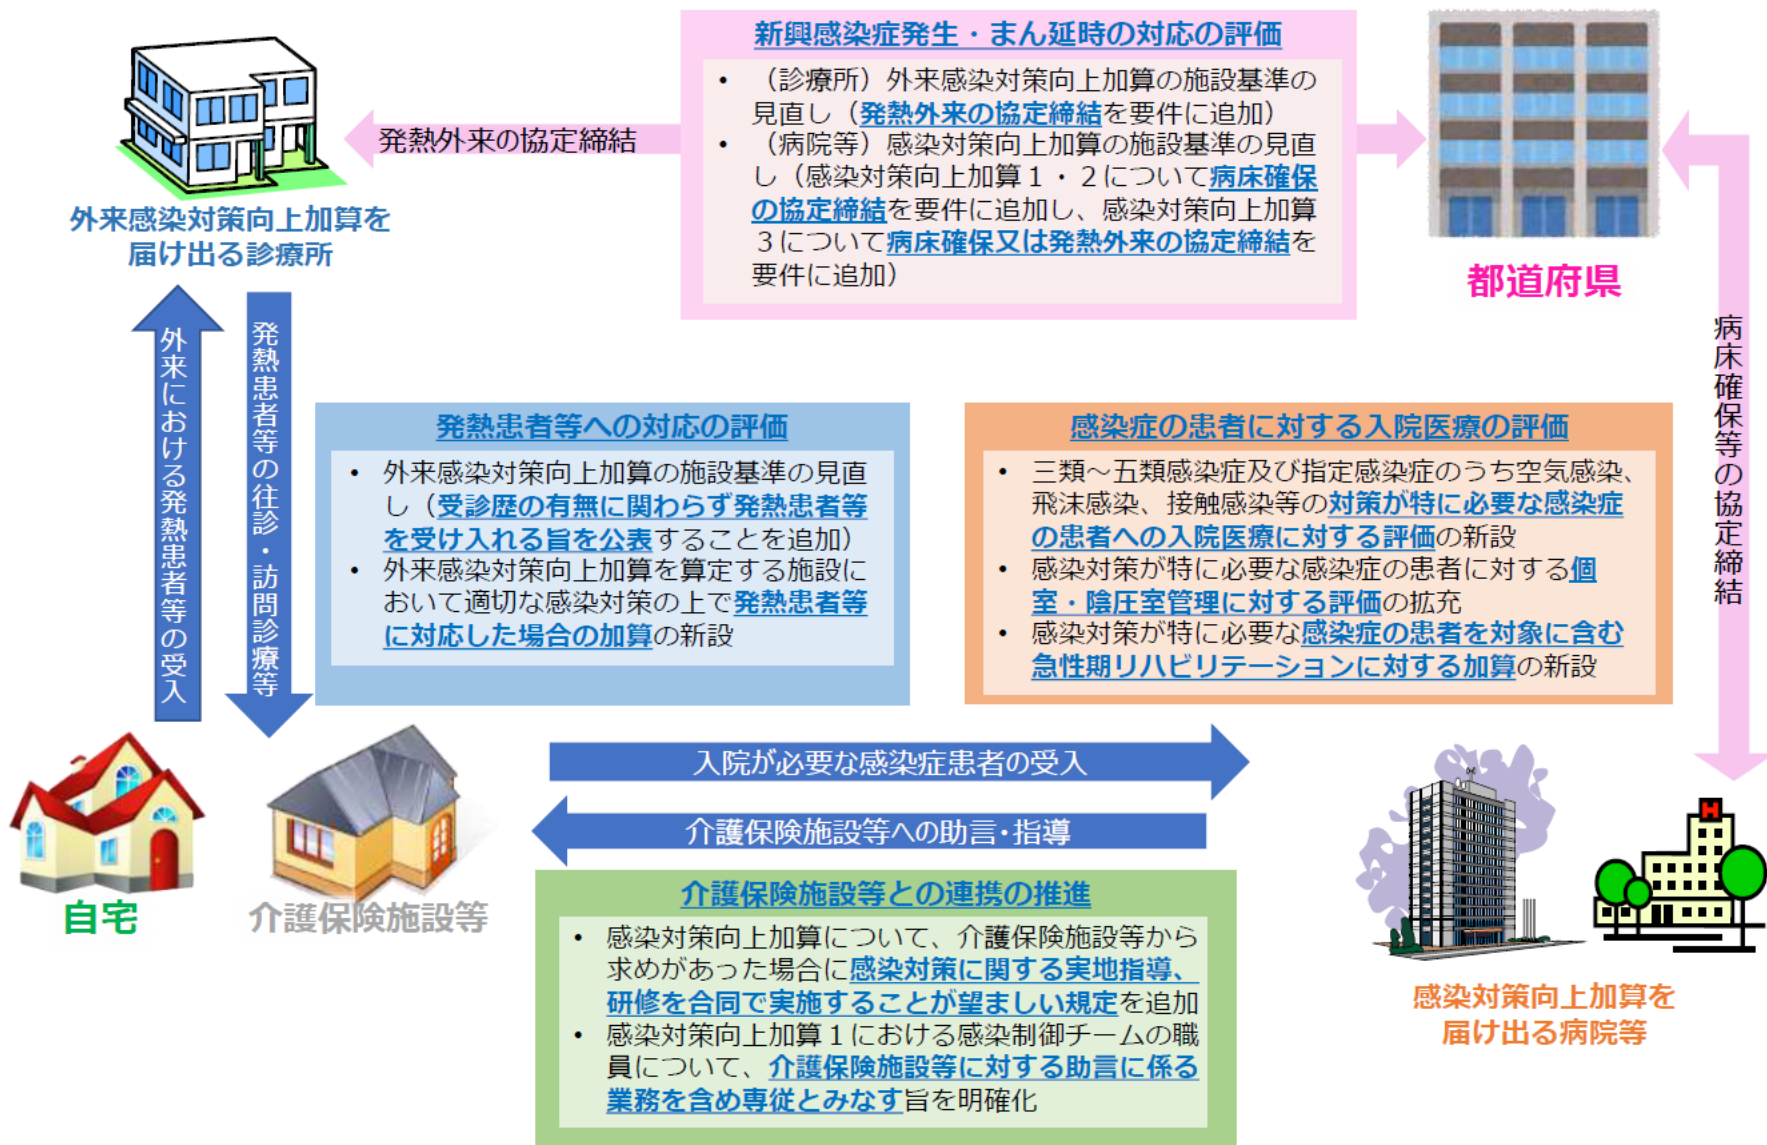 新興感染症発生・まん延時の対応の評価
• （診療所）外来感染対策向上加算の施設基準の
見直し（発熱外来の協定締結を要件に追加）
• （病院等）感染対策向上加算の施設基準の見直
し（感染対策向上加算１・２について病床確保
の協定締結を要件に追加し、感染対策向上加算
３について病床確保又は発熱外来の協定締結を
要件に追加）
発熱外来の協定締結
外来感染対策向上加算を
届け出る診療所
都道府県
病床確保等の協定締結
外来における発熱患者等の受入
発熱患者等の往診・訪問診療等
発熱患者等への対応の評価
• 外来感染対策向上加算の施設基準の見直
し（受診歴の有無に関わらず発熱患者等
を受け入れる旨を公表することを追加）
• 外来感染対策向上加算を算定する施設に
おいて適切な感染対策の上で発熱患者等
に対応した場合の加算の新設
感染症の患者に対する入院医療の評価
• 三類～五類感染症及び指定感染症のうち空気感染、
飛沫感染、接触感染等の対策が特に必要な感染症
の患者への入院医療に対する評価の新設
• 感染対策が特に必要な感染症の患者に対する個
室・陰圧室管理に対する評価の拡充
• 感染対策が特に必要な感染症の患者を対象に含む
急性期リハビリテーションに対する加算の新設
入院が必要な感染症患者の受入
介護保険施設等への助言・指導
自宅
介護保険施設等
介護保険施設等との連携の推進
• 感染対策向上加算について、介護保険施設等から
求めがあった場合に感染対策に関する実地指導、
研修を合同で実施することが望ましい規定を追加
• 感染対策向上加算１における感染制御チームの職
員について、介護保険施設等に対する助言に係る
業務を含め専従とみなす旨を明確化
H
感染対策向上加算を
届け出る病院等